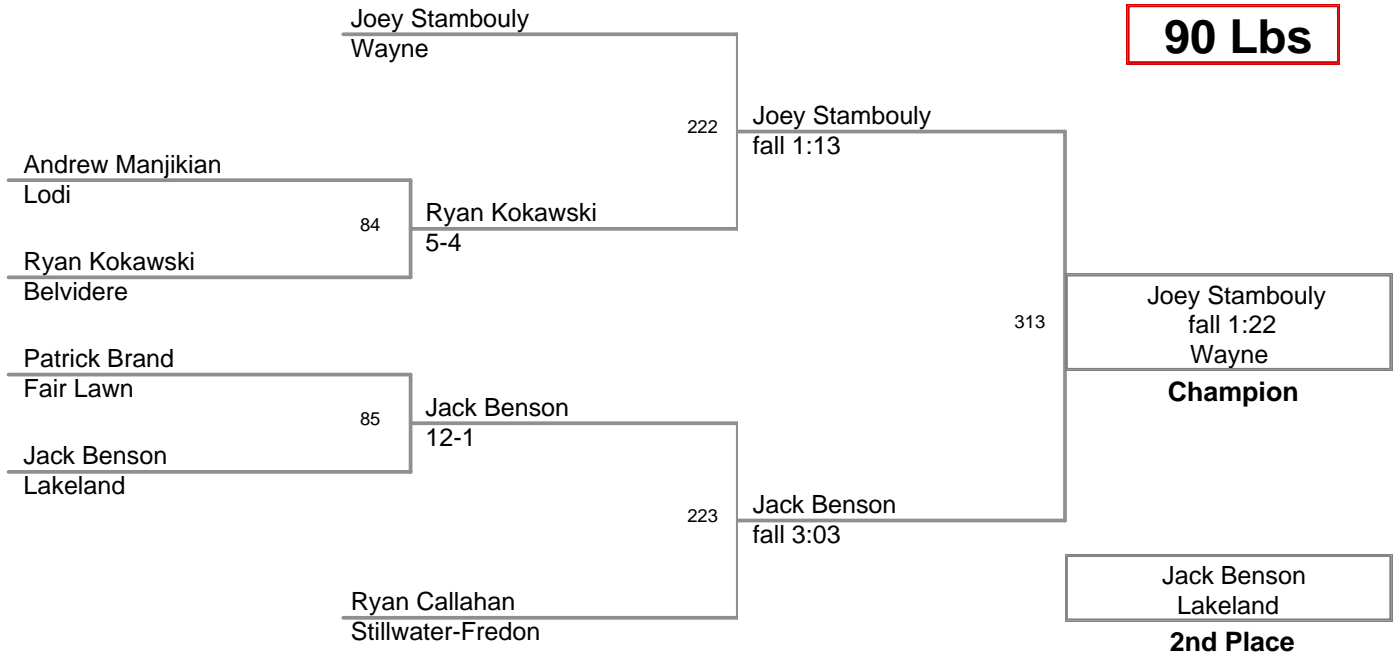 Joey Stambouly
Wayne
90 Lbs
222
Joey Stambouly
fall 1:13
Andrew Manjikian
Lodi
84
Ryan Kokawski
5-4
Ryan Kokawski
Belvidere
313
Joey Stambouly
fall 1:22
Wayne
Champion
Patrick Brand
Fair Lawn
85
Jack Benson
12-1
Jack Benson
Lakeland
223
Jack Benson
fall 3:03
Ryan Callahan
Stillwater-Fredon
Jack Benson
Lakeland
2nd Place